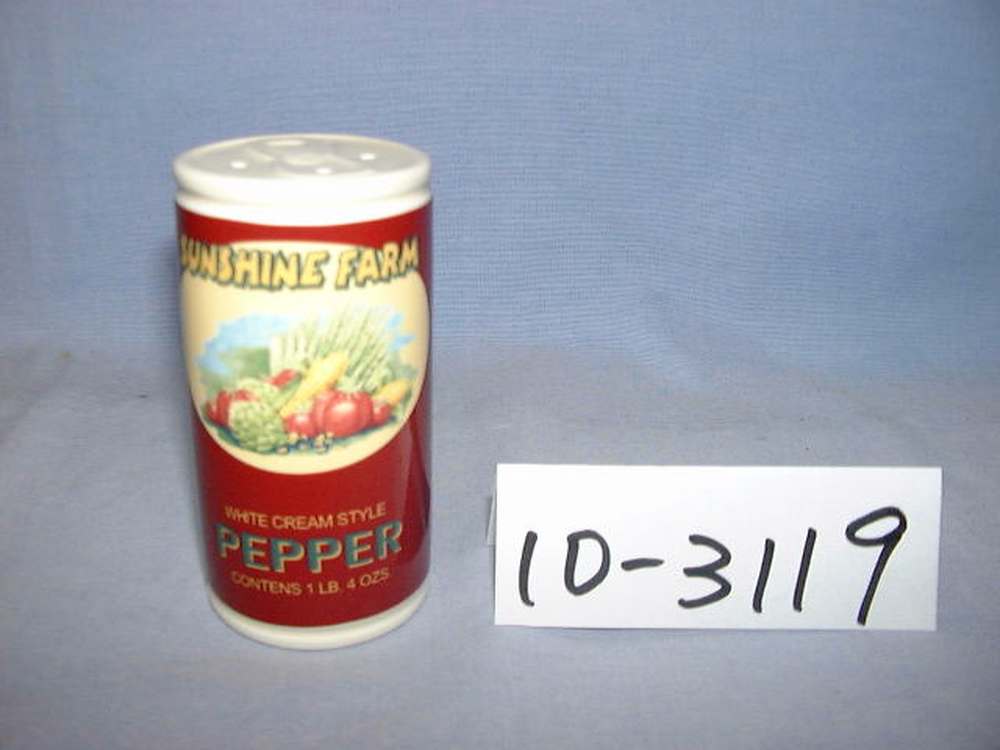 SUNSHINE FARM
WHITE CREAM STYLE
PEPPER
CONTENS 1 LB. 4 OZS
10-3119